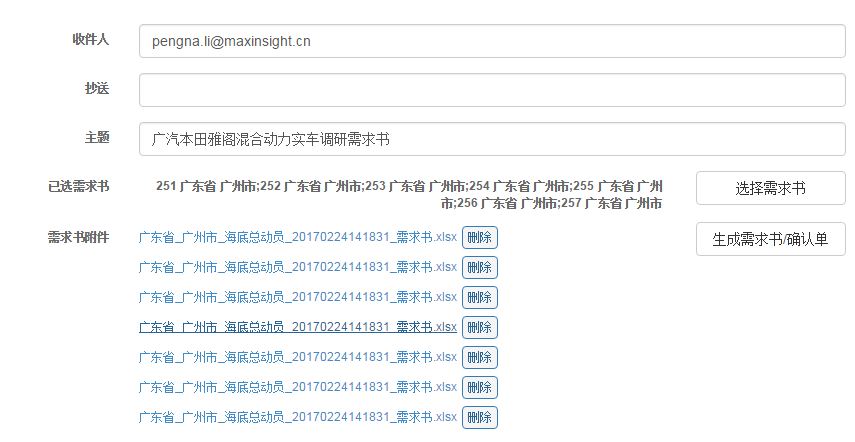 收件人 pengna.li@maxinsight.cn
抄送
主题 广汽本田雅阁混合动力实车调研需求书
已选需求书 251 广东省 广州市;252 广东省 广州市;253 广东省 广州市;254 广东省 广州市;255 广东省 广州
市;256 广东省 广州市;257 广东省 广州市 选择需求书
需求书附件 广东省_广州市_海底总动员_20170224141831_需求书.xlsx 删除 生成需求书/确认单
广东省_广州市_海底总动员_20170224141831_需求书.xlsx 删除
广东省_广州市_海底总动员_20170224141831_需求书.xlsx 删除
广东省_广州市_海底总动员_20170224141831_需求书.xlsx 删除
广东省_广州市_海底总动员_20170224141831_需求书.xlsx 删除
广东省_广州市_海底总动员_20170224141831_需求书.xlsx 删除
广东省_广州市_海底总动员_20170224141831_需求书.xlsx 删除